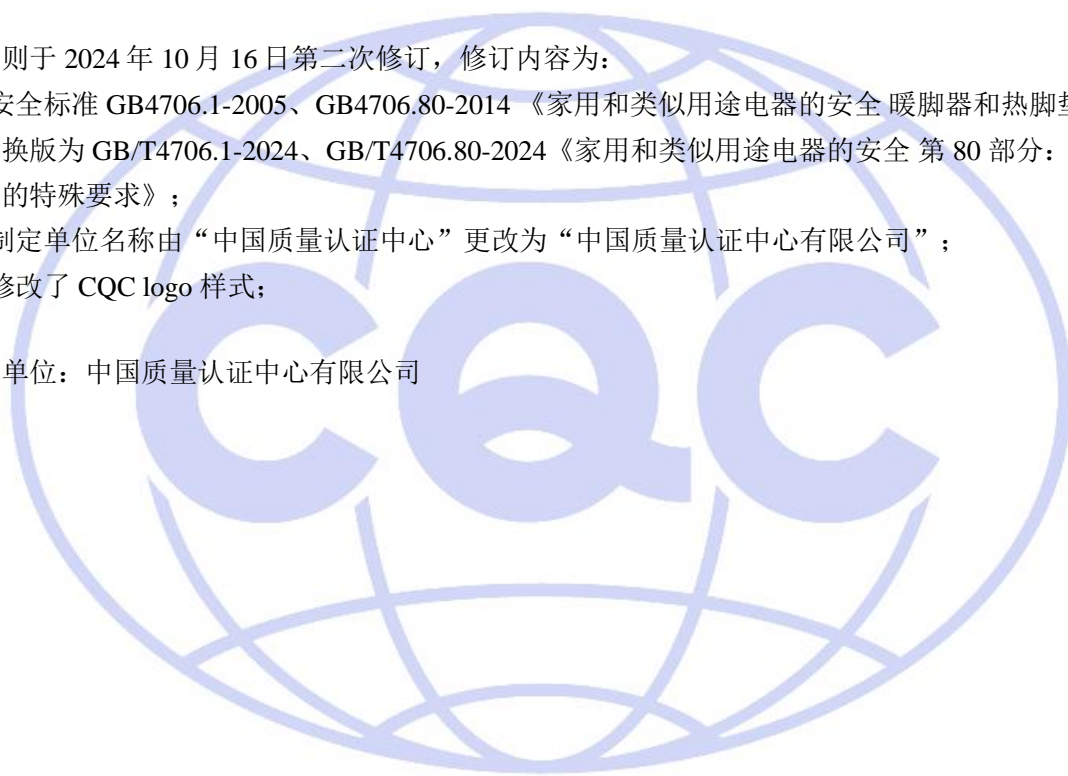 则于 2024 年 10 月 16 日第二次修订，修订内容为：
安全标准 GB4706.1-2005、GB4706.80-2014 《家用和类似用途电器的安全 暖脚器和热脚垫
换版为 GB/T4706.1-2024、GB/T4706.80-2024《家用和类似用途电器的安全 第 80 部分：
的特殊要求》；
制定单位名称由“中国质量认证中心”更改为“中国质量认证中心有限公司”；
修改了 CQC logo 样式；
单位：中国质量认证中心有限公司
CQC